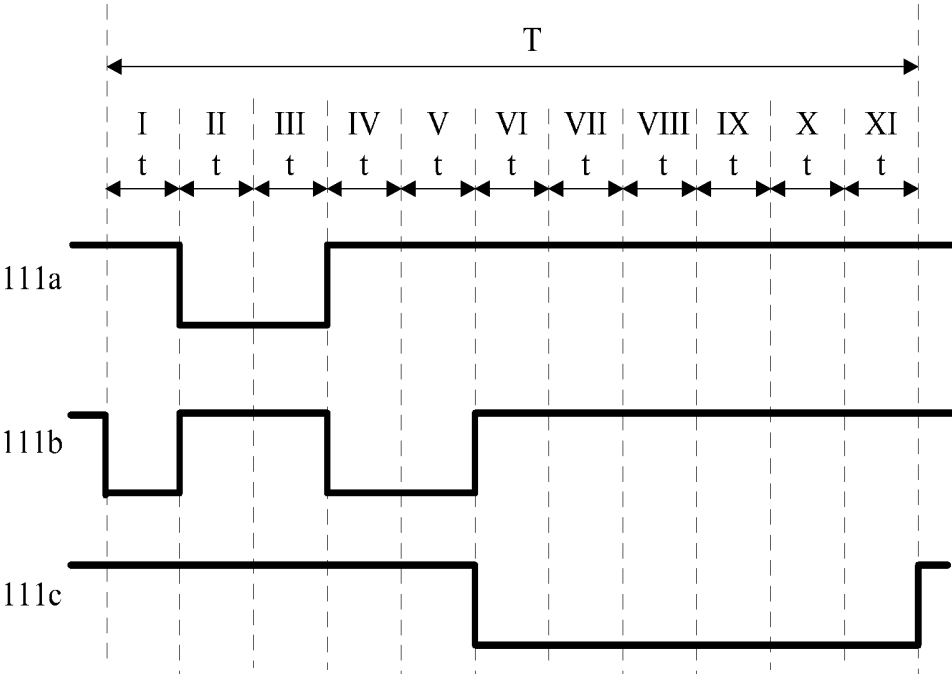 T
I II III IV V VI VII VIII IX X XI
t t t t t t t t t t t
111a
111b
111c